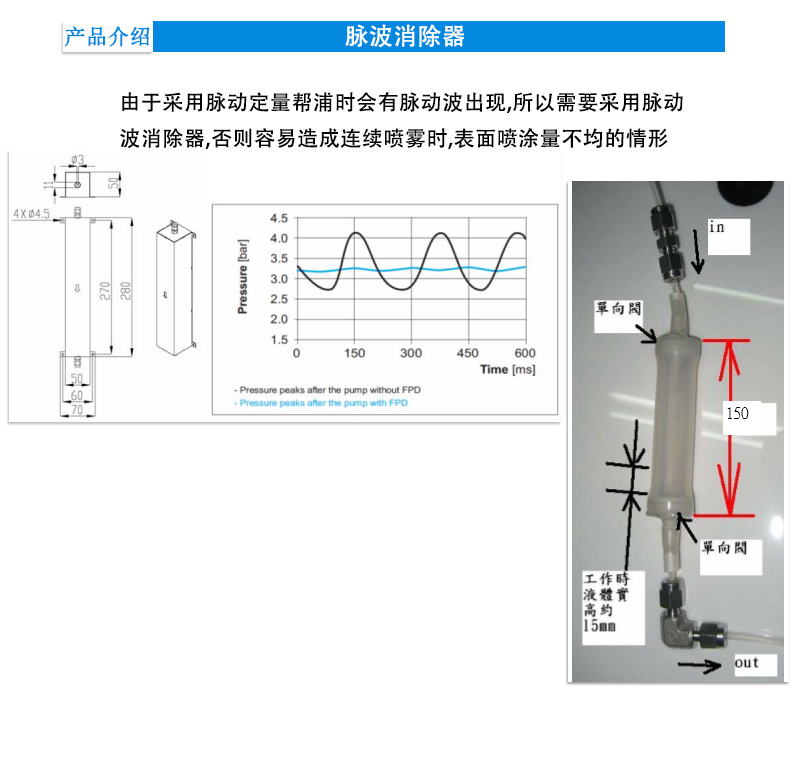 产品介绍
脉波消除器
由于采用脉动定量帮浦时会有脉动波出现,所以需要采用脉动
波消除器,否则容易造成连续喷雾时,表面喷涂量不均的情形
ø3
11
50
4XØ4.5
270
280
50
60
70
Pressure [bar]
4.5
4.0
3.5
3.0
2.5
2.0
1.5
0
150
300
450
600
Time [ms]
- Pressure peaks after the pump without FPD
- Pressure peaks after the pump with FPD
in
單向閥
150
單向閥
工作時
液體實
高約
15mm
out